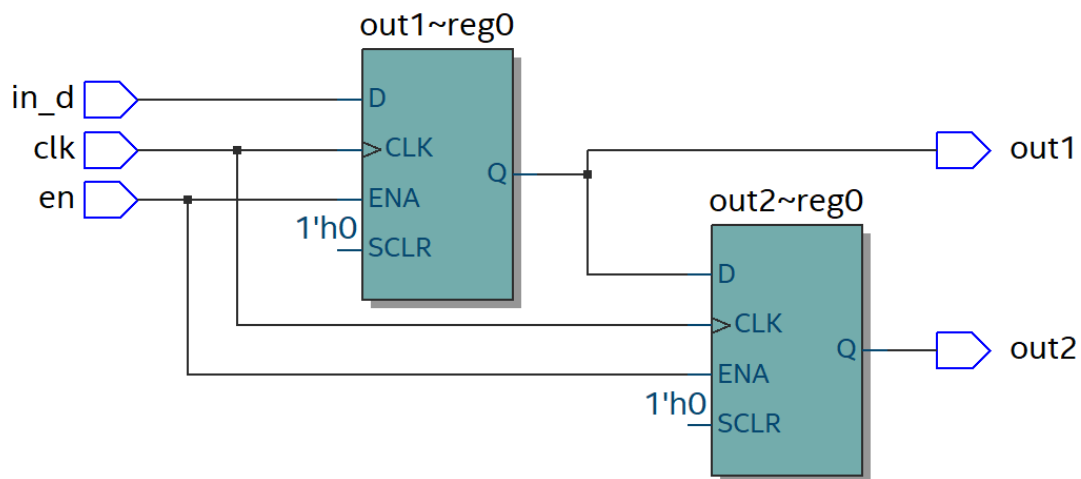 out1~reg0
in_d
D
clk
CLK
Q
out1
en
ENA
1'h0
SCLR
out2~reg0
D
CLK
Q
out2
ENA
1'h0
SCLR